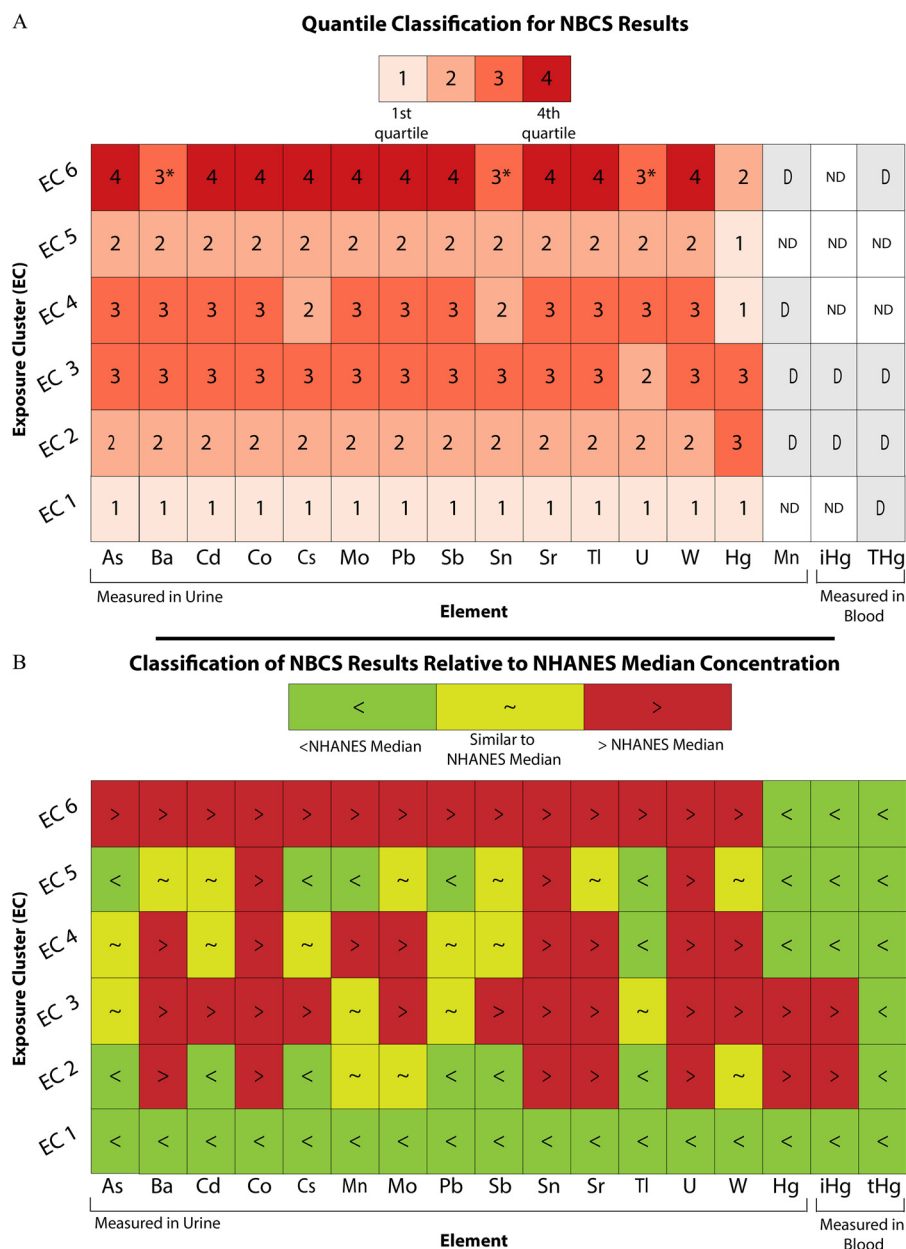 A
Quantile Classification for NBCS Results
1 2 3 4
1st quartile 4th quartile
Exposure Cluster (EC)
EC 6 4 3* 4 4 4 4 4 4 3* 4 4 3* 4 2 D ND D
EC 5 2 2 2 2 2 2 2 2 2 2 2 2 2 1 ND ND ND
EC 4 3 3 3 3 2 3 3 3 2 3 3 3 3 1 D ND ND
EC 3 3 3 3 3 3 3 3 3 3 3 3 2 3 3 D D D
EC 2 2 2 2 2 2 2 2 2 2 2 2 2 2 3 D D D
EC 1 1 1 1 1 1 1 1 1 1 1 1 1 1 1 ND ND D
As Ba Cd Co Cs Mo Pb Sb Sn Sr Tl U W Hg Mn iHg THg
Measured in Urine
Element
Measured in
Blood
B
Classification of NBCS Results Relative to NHANES Median Concentration
< ~ >
<NHANES Median
Similar to
NHANES Median
> NHANES Median
Exposure Cluster (EC)
EC 6 > > > > > > > > > > > > > > < < <
EC 5 < ~ ~ > < < ~ < ~ > ~ < > ~ < < <
EC 4 ~ > ~ > ~ > > ~ ~ > > < > > < < <
EC 3 ~ > > > > ~ > ~ > > > ~ > > > > <
EC 2 < > < > < ~ ~ < < > > < > ~ > > <
EC 1 < < < < < < < < < < < < < < < < <
As Ba Cd Co Cs Mn Mo Pb Sb Sn Sr Tl U W Hg iHg tHg
Measured in Urine
Element
Measured in
Blood